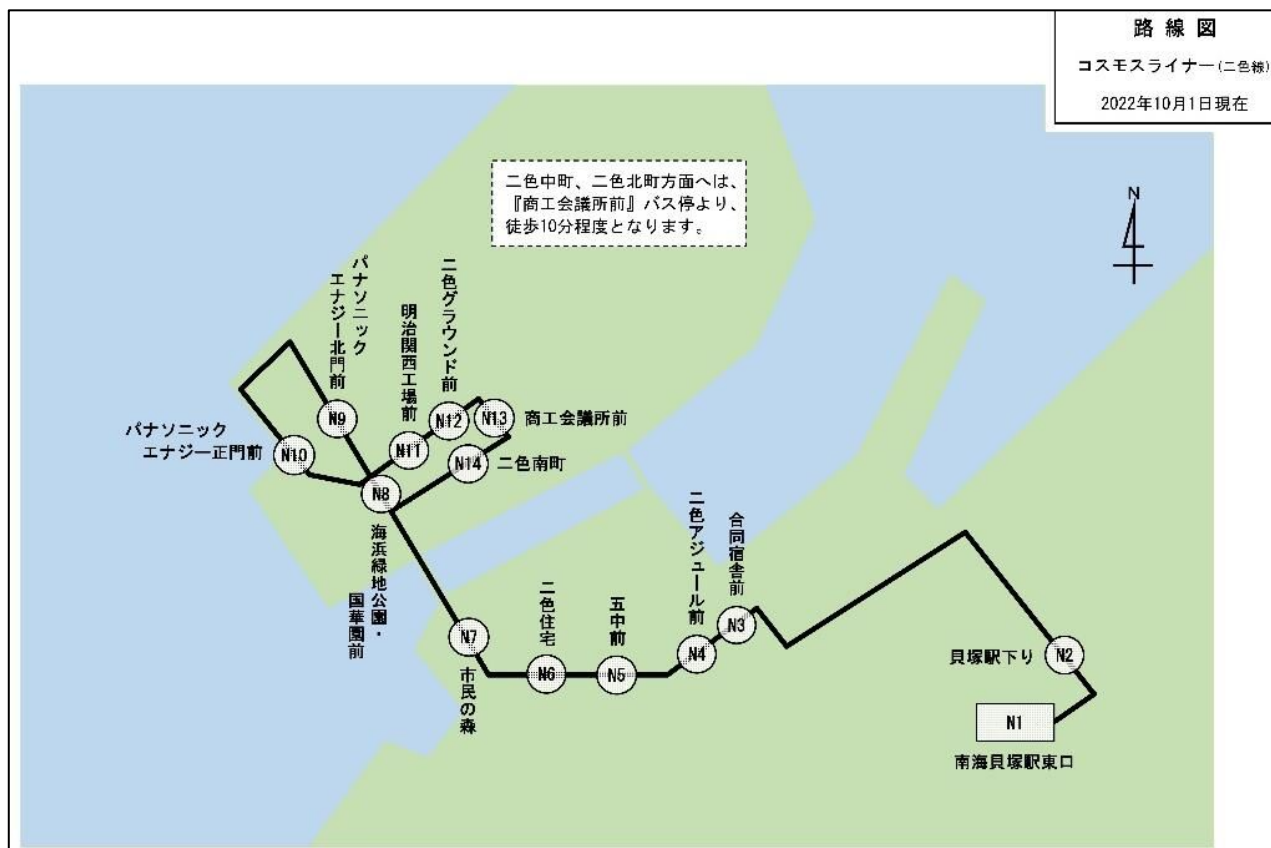 路線図
コスモスライナー(二色線)
2022年10月1日現在
二色中町、二色北町方面へは、
『商工会議所前』バス停より、
徒歩10分程度となります。
N
パナソニック
エナジー北門前
明治関西工場前
二色グラウンド前
N9
N12
N13
商工会議所前
パナソニック
エナジー正門前
N10
N11
N14
二色南町
N8
海浜緑地公園・
国華園前
二色アジュール前
合同宿舎前
二色住宅
五中前
N7
市民の森
N6
N5
N4
N3
貝塚駅下り
N2
N1
南海貝塚駅東口